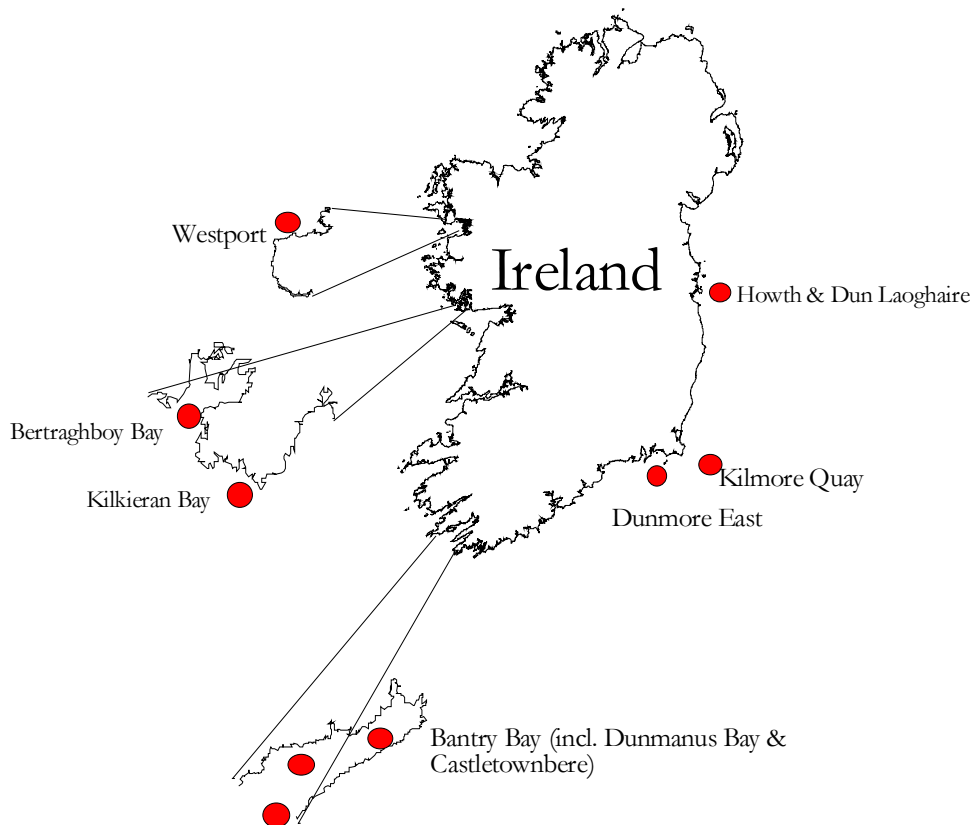 Westport
Ireland
Howth & Dun Laoghaire
Bertraghboy Bay
Kilkieran Bay
Kilmore Quay
Dunmore East
Bantry Bay (incl. Dunmanus Bay &
Castletownbere)